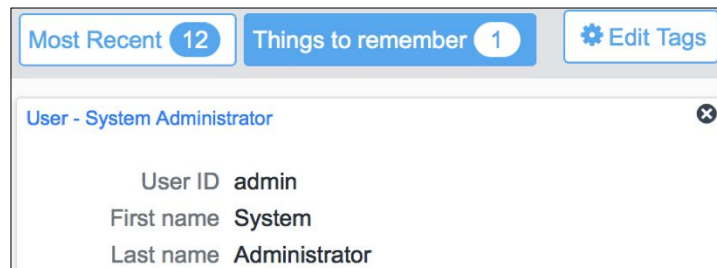 Most Recent 12 Things to remember 1 Edit Tags
User - System Administrator
User ID admin
First name System
Last name Administrator